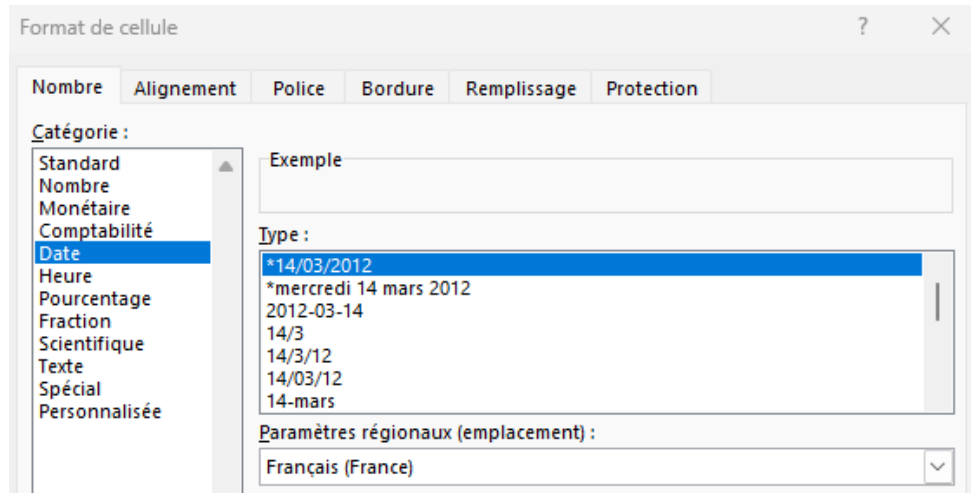 Format de cellule ?
Nombre Alignement Police Bordure Remplissage Protection
Catégorie :
Standard
Nombre
Monétaire
Comptabilité
Date
Heure
Pourcentage
Fraction
Scientifique
Texte
Spécial
Personnalisée
Exemple
Type :
*14/03/2012
*mercredi 14 mars 2012
2012-03-14
14/3
14/3/12
14/03/12
14-mars
Paramètres régionaux (emplacement) :
Français (France)